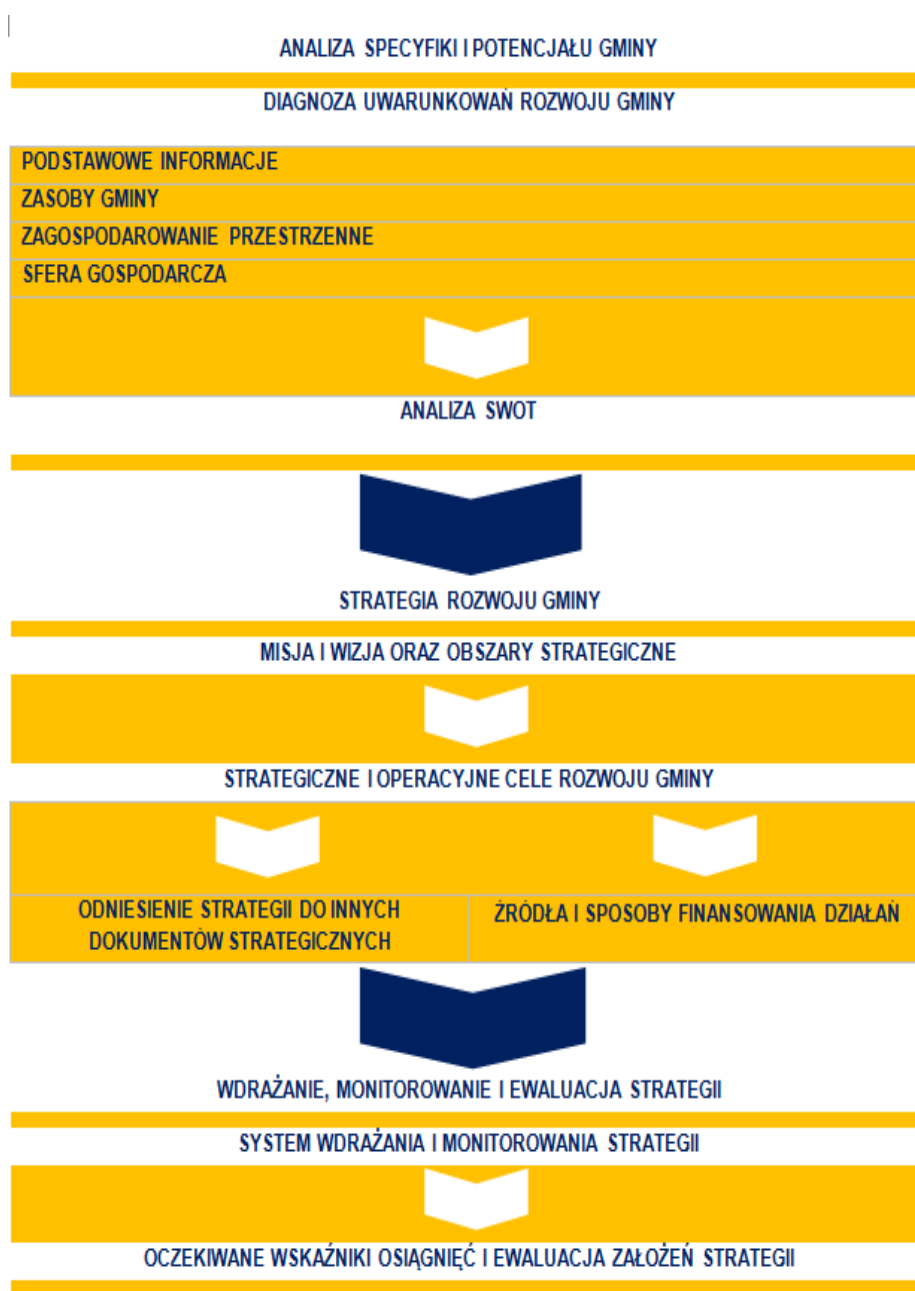 ANALIZA SPECYFIKI I POTENCJAŁU GMINY
DIAGNOZA UWARUNKOWAŃ ROZWOJU GMINY
PODSTAWOWE INFORMACJE
ZASOBY GMINY
ZAGOSPODAROWANIE PRZESTRZENNE
SFERA GOSPODARCZA
ANALIZA SWOT
STRATEGIA ROZWOJU GMINY
MISJA I WIZJA ORAZ OBSZARY STRATEGICZNE
STRATEGICZNE I OPERACYJNE CELE ROZWOJU GMINY
ODNIESIENIE STRATEGII DO INNYCH
DOKUMENTÓW STRATEGICZNYCH
ŹRÓDŁA I SPOSOBY FINANSOWANIA DZIAŁAŃ
WDRAŻANIE, MONITOROWANIE I EWALUACJA STRATEGII
SYSTEM WDRAŻANIA I MONITOROWANIA STRATEGII
OCZEKIWANE WSKAŹNIKI OSIĄGNIĘĆ I EWALUACJA ZAŁOŻEŃ STRATEGII